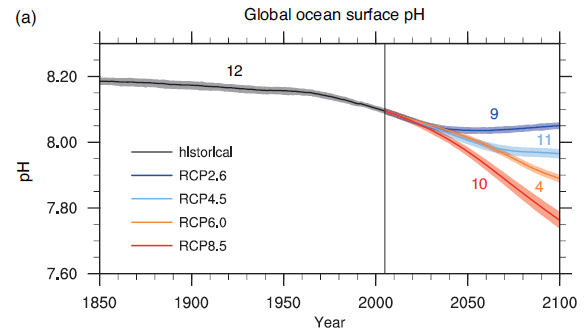 (a)
Global ocean surface pH
8.20
8.00
7.80
7.60
pH
12
9
11
4
10
historical
RCP2.6
RCP4.5
RCP6.0
RCP8.5
1850 1900 1950 2000 2050 2100
Year